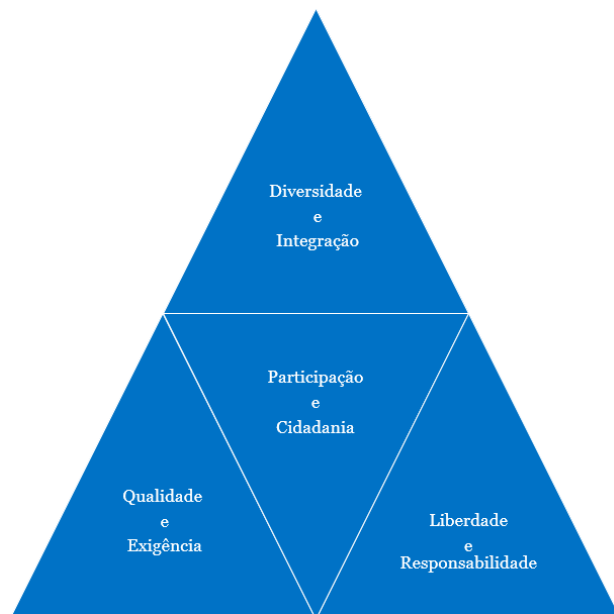 Diversidade
e
Integração
Participação
e
Cidadania
Qualidade
e
Exigência
Liberdade
e
Responsabilidade